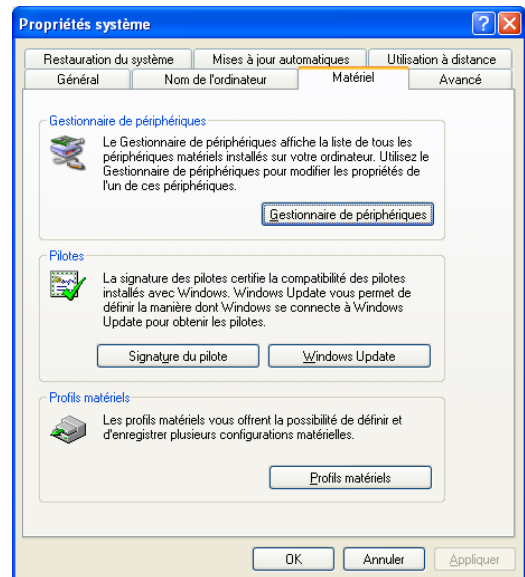 Propriétés système
Restauration du système Mises à jour automatiques Utilisation à distance
Général Nom de l'ordinateur Matériel Avancé
Gestionnaire de périphériques
Le Gestionnaire de périphériques affiche la liste de tous les
périphériques matériels installés sur votre ordinateur. Utilisez le
Gestionnaire de périphériques pour modifier les propriétés de
l'un de ces périphériques.
Gestionnaire de périphériques
Pilotes
La signature des pilotes certifie la compatibilité des pilotes
installés avec Windows. Windows Update vous permet de
définir la manière dont Windows se connecte à Windows
Update pour obtenir les pilotes.
Signature du pilote Windows Update
Profils matériels
Les profils matériels vous offrent la possibilité de définir et
d'enregistrer plusieurs configurations matérielles.
Profils matériels
OK Annuler Appliquer